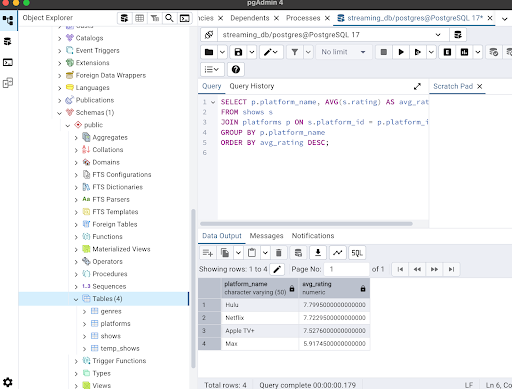 pgAdmin 4
Object Explorer
Dependents
Processes
streaming_db/postgres@PostgreSQL 17*
streaming_db/postgres@PostgreSQL 17
No limit
Query
Query History
Scratch Pad
1 SELECT p.platform_name, AVG(s.rating) AS avg_rat
2 FROM shows s
3 JOIN platforms p ON s.platform_id = p.platform_i
4 GROUP BY p.platform_name
5 ORDER BY avg_rating DESC;
6
Catalogs
Event Triggers
Extensions
Foreign Data Wrappers
Languages
Publications
Schemas (1)
public
Aggregates
Collations
Domains
FTS Configurations
FTS Dictionaries
FTS Parsers
FTS Templates
Foreign Tables
Functions
Materialized Views
Operators
Procedures
1..3 Sequences
Tables (4)
genres
platforms
shows
temp_shows
Trigger Functions
Types
Views
Data Output
Messages
Notifications
SQL
Showing rows: 1 to 4
Page No: 1 of 1
platform_name
character varying (50)
avg_rating
numeric
1 Hulu 7.7995000000000000
2 Netflix 7.7229500000000000
3 Apple TV+ 7.5276000000000000
4 Max 5.9174500000000000
Total rows: 4
Query complete 00:00:00.179
LF